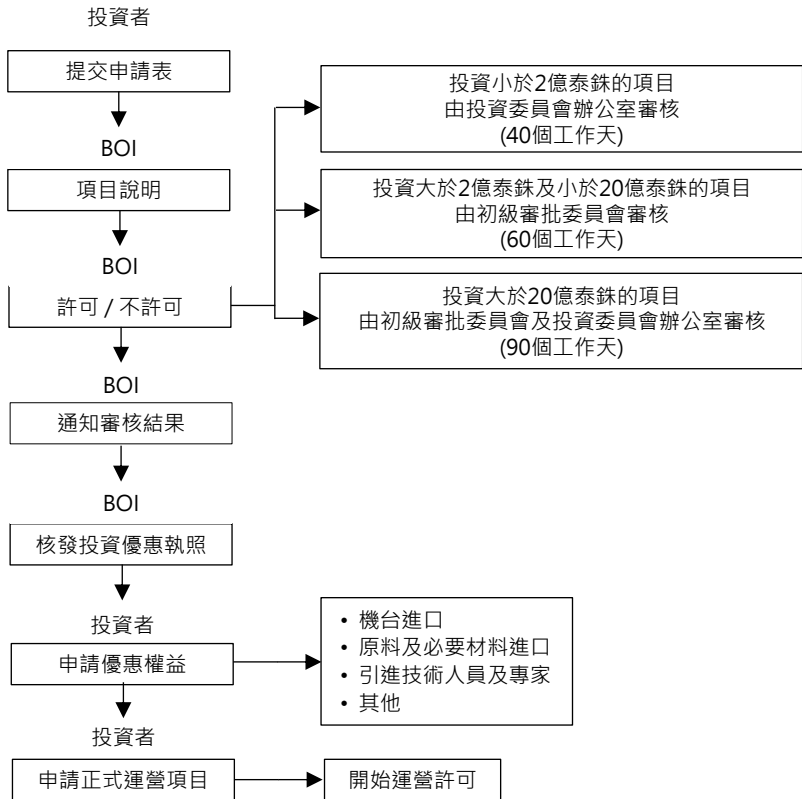 投資者
提交申請表
BOI
項目說明
BOI
許可 / 不許可
投資小於2億泰銖的項目
由投資委員會辦公室審核
(40個工作天)
投資大於2億泰銖及小於20億泰銖的項目
由初級審批委員會審核
(60個工作天)
投資大於20億泰銖的項目
由初級審批委員會及投資委員會辦公室審核
(90個工作天)
BOI
通知審核結果
BOI
核發投資優惠執照
投資者
申請優惠權益
• 機台進口
• 原料及必要材料進口
• 引進技術人員及專家
• 其他
投資者
申請正式運營項目
開始運營許可